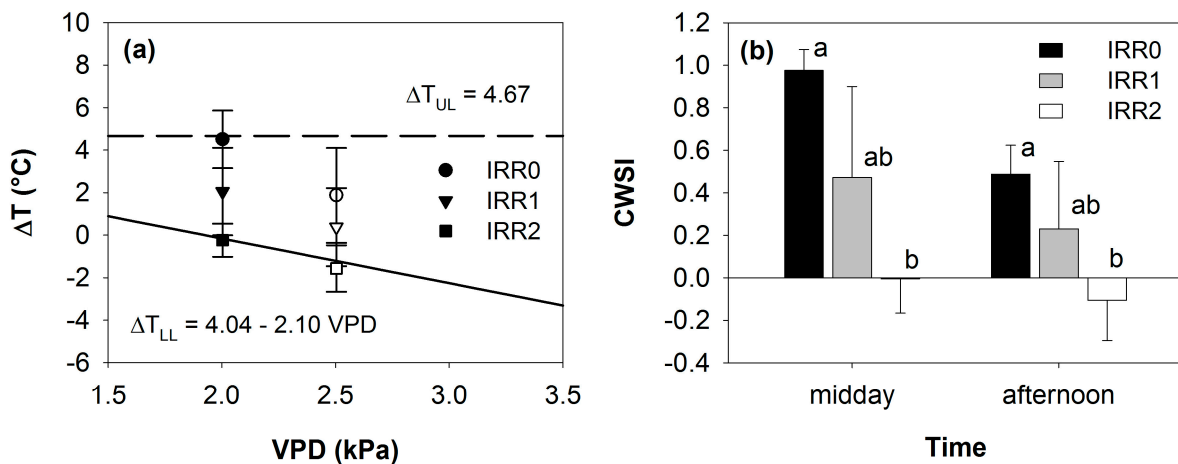 (a)
10
8
6
4
2
0
-2
-4
-6
ΔT (°C)
ΔT_UL = 4.67
IRR0
IRR1
IRR2
ΔT_LL = 4.04 - 2.10 VPD
1.5 2.0 2.5 3.0 3.5
VPD (kPa)
(b)
1.2
1.0
0.8
0.6
0.4
0.2
0.0
-0.2
-0.4
CWSI
IRR0
IRR1
IRR2
a ab b
a ab b
midday afternoon
Time